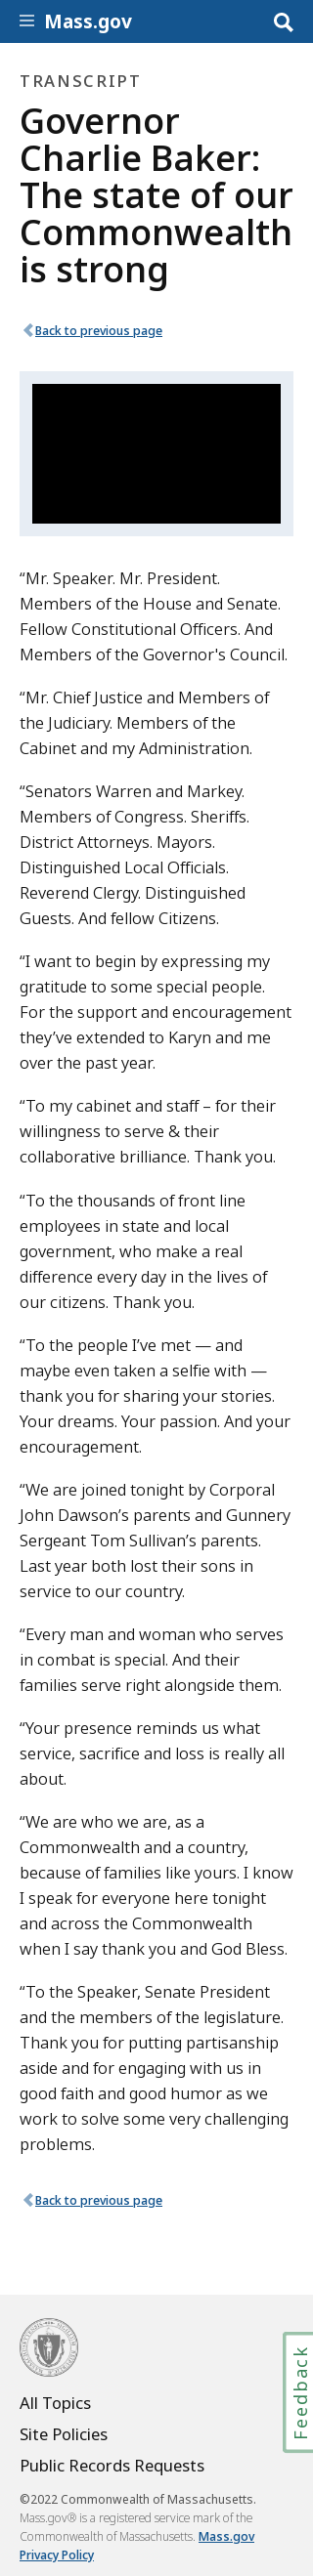 Mass.gov
TRANSCRIPT
Governor
Charlie Baker:
The state of our
Commonwealth
is strong
Back to previous page
“Mr. Speaker. Mr. President.
Members of the House and Senate.
Fellow Constitutional Officers. And
Members of the Governor's Council.
“Mr. Chief Justice and Members of
the Judiciary. Members of the
Cabinet and my Administration.
“Senators Warren and Markey.
Members of Congress. Sheriffs.
District Attorneys. Mayors.
Distinguished Local Officials.
Reverend Clergy. Distinguished
Guests. And fellow Citizens.
“I want to begin by expressing my
gratitude to some special people.
For the support and encouragement
they’ve extended to Karyn and me
over the past year.
“To my cabinet and staff – for their
willingness to serve & their
collaborative brilliance. Thank you.
“To the thousands of front line
employees in state and local
government, who make a real
difference every day in the lives of
our citizens. Thank you.
“To the people I’ve met — and
maybe even taken a selfie with —
thank you for sharing your stories.
Your dreams. Your passion. And your
encouragement.
“We are joined tonight by Corporal
John Dawson’s parents and Gunnery
Sergeant Tom Sullivan’s parents.
Last year both lost their sons in
service to our country.
“Every man and woman who serves
in combat is special. And their
families serve right alongside them.
“Your presence reminds us what
service, sacrifice and loss is really all
about.
“We are who we are, as a
Commonwealth and a country,
because of families like yours. I know
I speak for everyone here tonight
and across the Commonwealth
when I say thank you and God Bless.
“To the Speaker, Senate President
and the members of the legislature.
Thank you for putting partisanship
aside and for engaging with us in
good faith and good humor as we
work to solve some very challenging
problems.
Back to previous page
Feedback
All Topics
Site Policies
Public Records Requests
©2022 Commonwealth of Massachusetts.
Mass.gov® is a registered service mark of the
Commonwealth of Massachusetts. Mass.gov
Privacy Policy